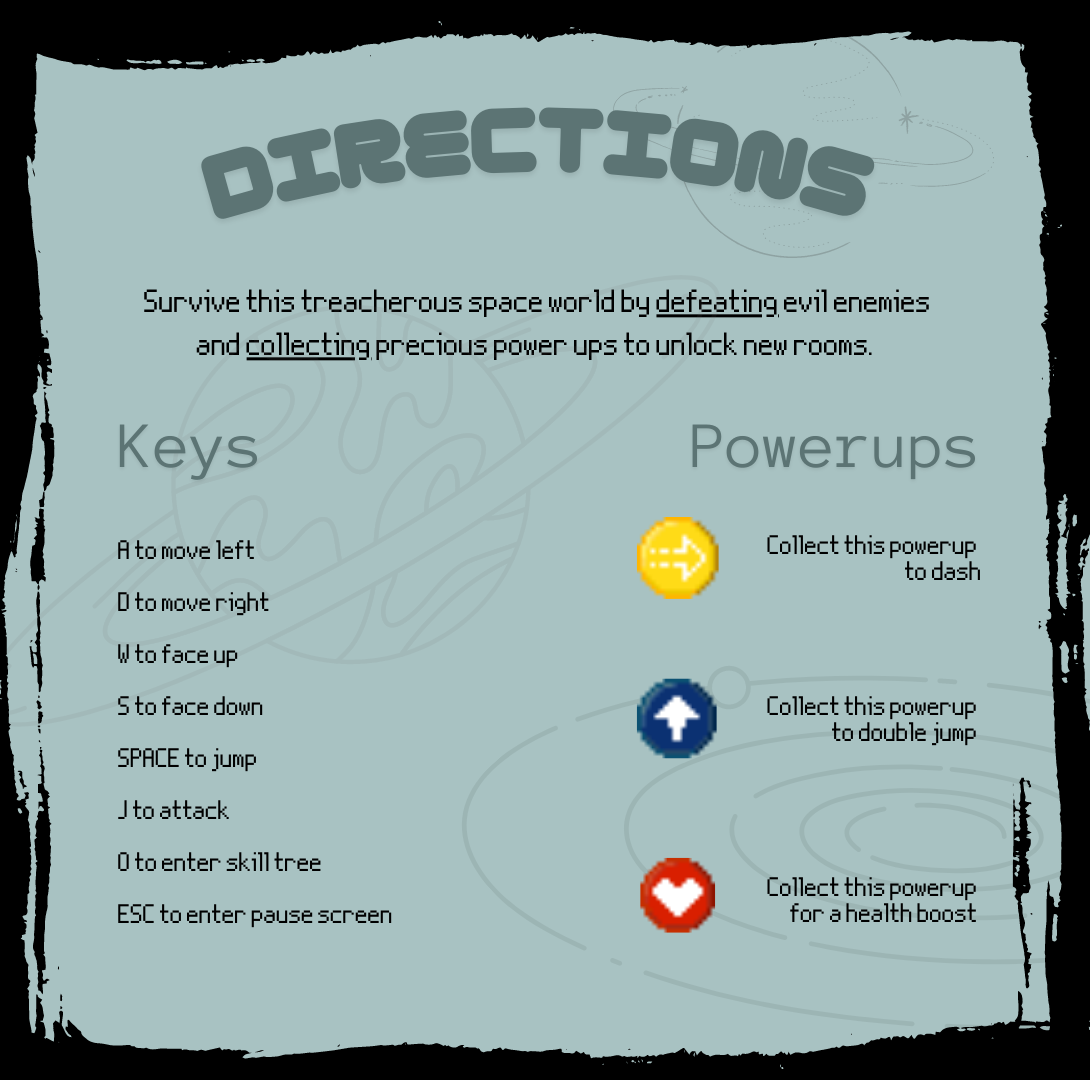 DIRECTIONS
Survive this treacherous space world by defeating evil enemies
and collecting precious power ups to unlock new rooms.
Keys
A to move left
D to move right
W to face up
S to face down
SPACE to jump
J to attack
O to enter skill tree
ESC to enter pause screen
Powerups
Collect this powerup
to dash
Collect this powerup
to double jump
Collect this powerup
for a health boost